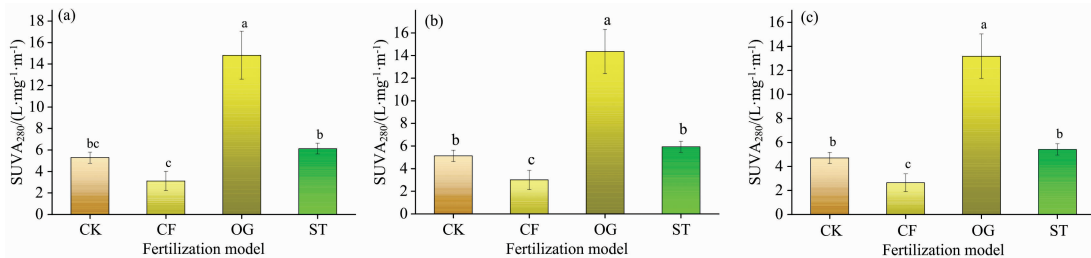 (a)
SUVA₂₈₀/(L·mg⁻¹·m⁻¹)
18
16
14
12
10
8
6
4
2
0
bc
c
a
b
CK CF OG ST
Fertilization model
(b)
SUVA₂₈₀/(L·mg⁻¹·m⁻¹)
16
14
12
10
8
6
4
2
0
b
c
a
b
CK CF OG ST
Fertilization model
(c)
SUVA₂₈₀/(L·mg⁻¹·m⁻¹)
16
14
12
10
8
6
4
2
0
b
c
a
b
CK CF OG ST
Fertilization model